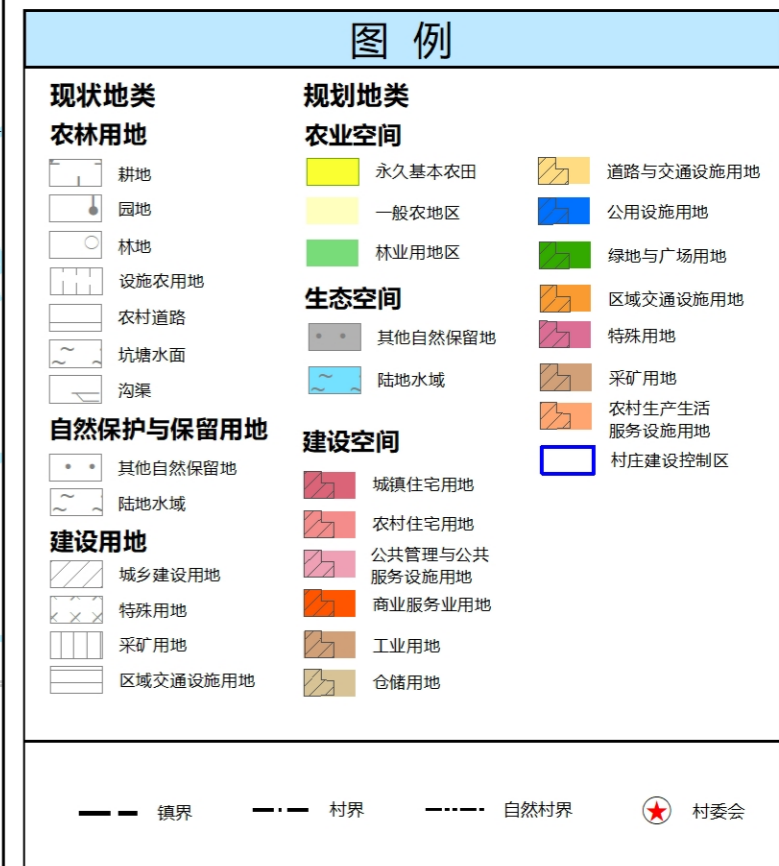 图 例
现状地类
农林用地
耕地
园地
林地
设施农用地
农村道路
坑塘水面
沟渠
自然保护与保留用地
其他自然保留地
陆地水域
建设用地
城乡建设用地
特殊用地
采矿用地
区域交通设施用地
规划地类
农业空间
永久基本农田
一般农地区
林业用地区
生态空间
其他自然保留地
陆地水域
建设空间
城镇住宅用地
农村住宅用地
公共管理与公共
服务设施用地
商业服务业用地
工业用地
仓储用地
道路与交通设施用地
公用设施用地
绿地与广场用地
区域交通设施用地
特殊用地
采矿用地
农村生产生活
服务设施用地
村庄建设控制区
镇界
村界
自然村界
村委会